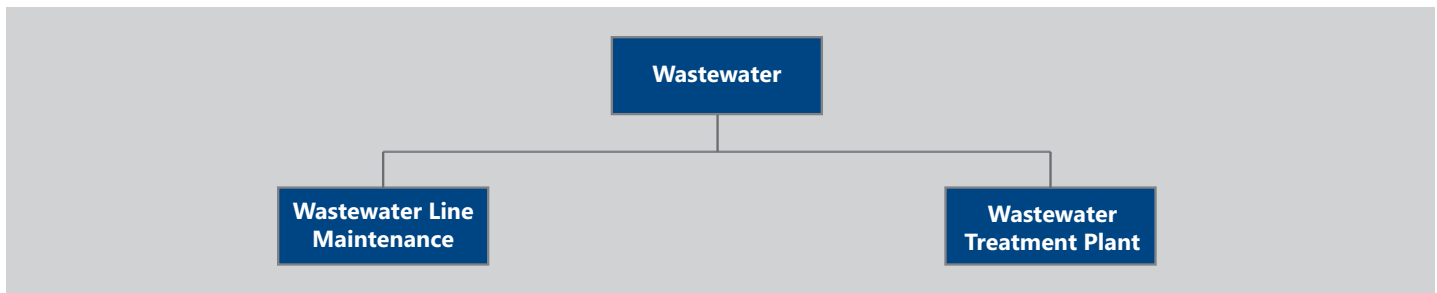 Wastewater
Wastewater Line
Maintenance
Wastewater
Treatment Plant